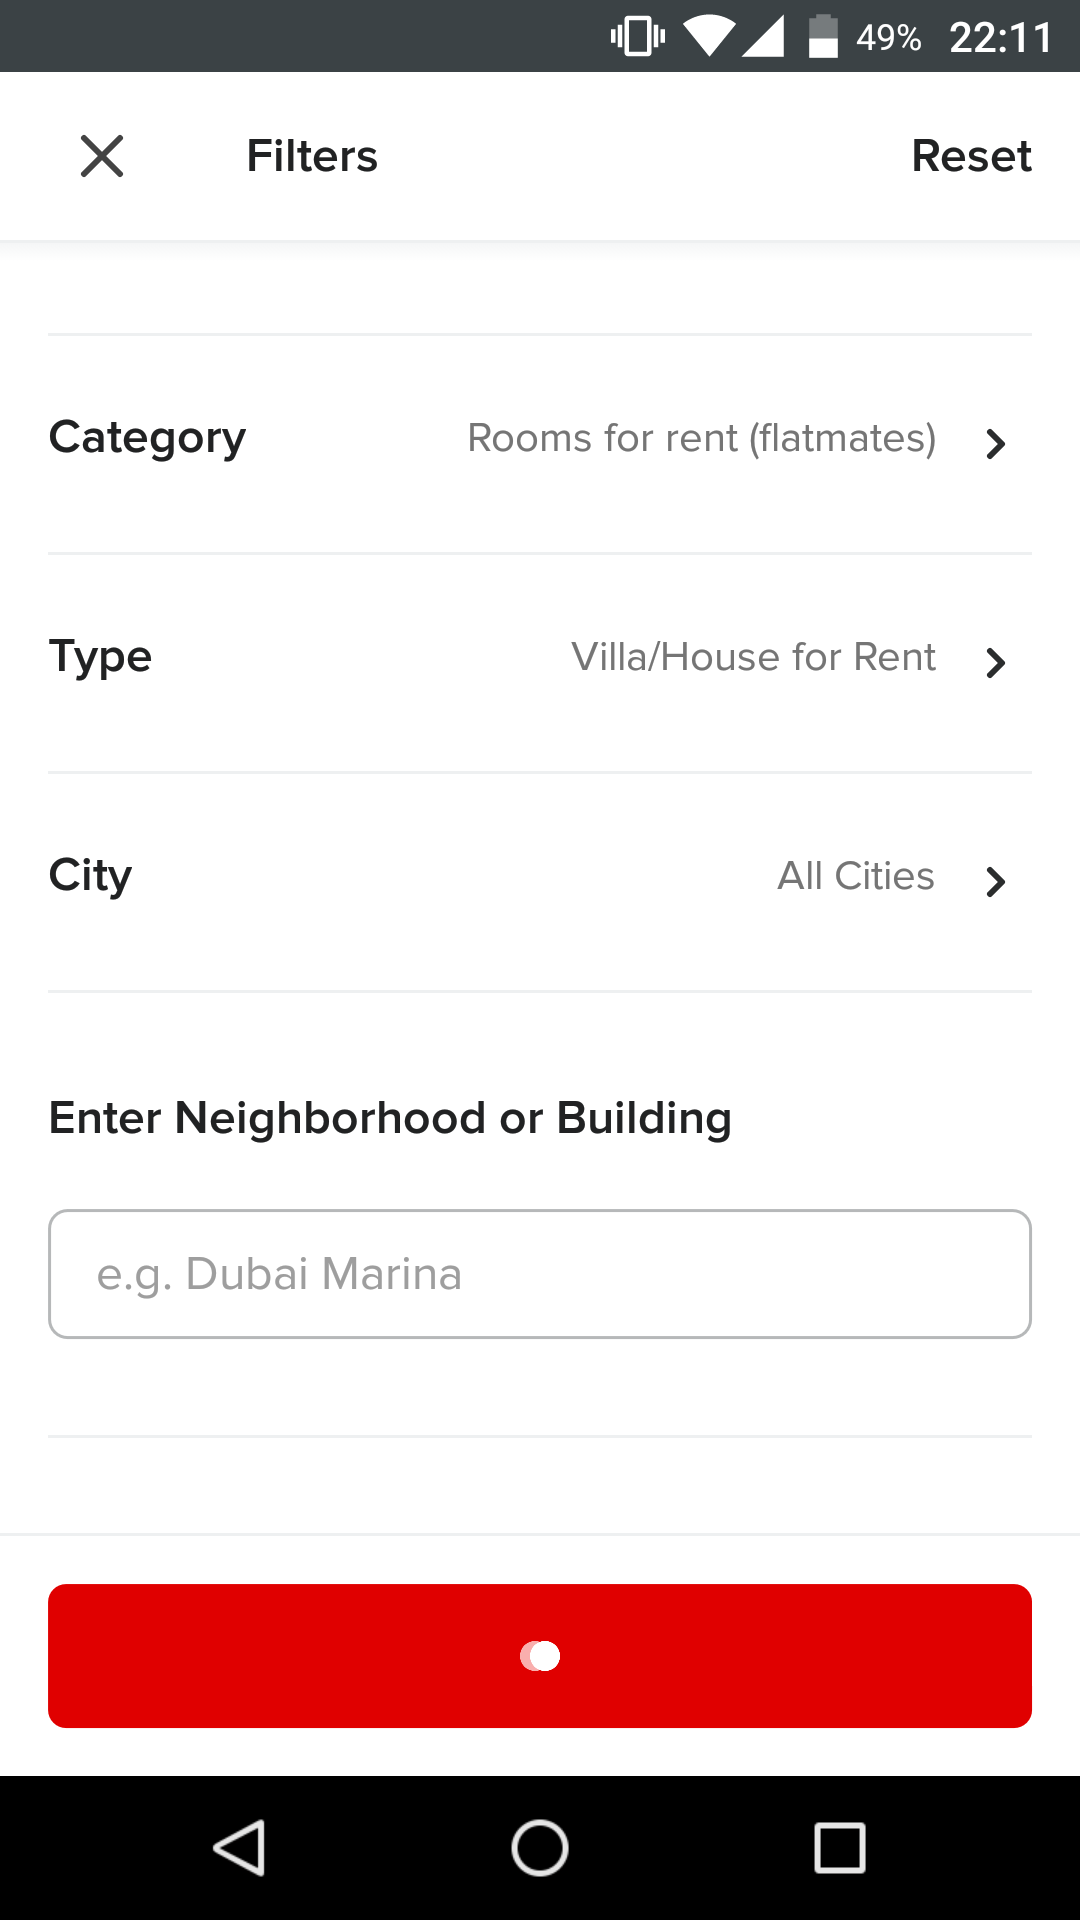 49% 22:11
Filters Reset
Category Rooms for rent (flatmates)
Type Villa/House for Rent
City All Cities
Enter Neighborhood or Building
e.g. Dubai Marina